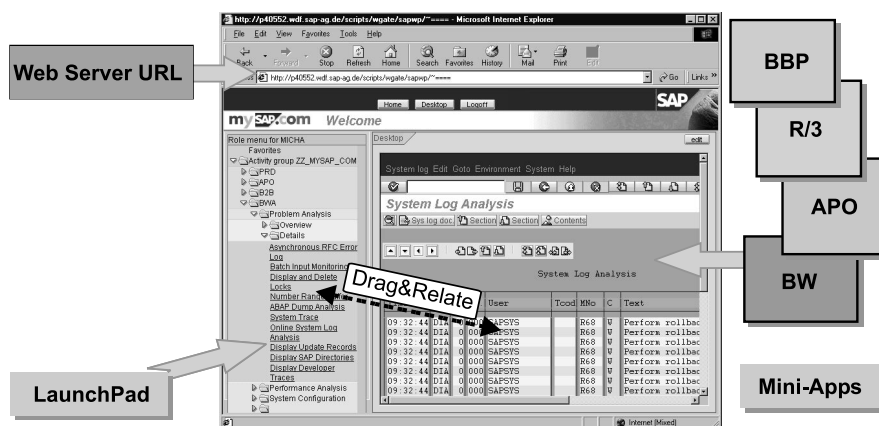 http://p40552.wdf.sap-ag.de/scripts/wgate/sapwp/~==== - Microsoft Internet Explorer
File Edit View Favorites Tools Help
Back Forward Stop Refresh Home Search Favorites History Mail Print Edit
http://p40552.wdf.sap-ag.de/scripts/wgate/sapwp/~==== Go Links »
Web Server URL
Home Desktop Logoff
SAP
mySAP.com Welcome
Role menu for MICHA
Favorites
Activity group ZZ_MYSAP_COM
PRD
APO
B2B
BWA
Problem Analysis
Overview
Details
Asynchronous RFC Error
Log
Batch Input Monitoring
Display and Delete
Locks
Number Range
ABAP Dump Analysis
System Trace
Online System Log
Analysis
Display Update Records
Display SAP Directories
Display Developer
Traces
Performance Analysis
System Configuration
LaunchPad
Desktop edit
System log Edit Goto Environment System Help
System Log Analysis
Sys log doc. Section Section Contents
System Log Analysis
Drag&Relate
User Tcod MNo C Text
09:32:44 DIA 0 000 SAPSYS R68 Perform rollbac
09:32:44 DIA 0 000 SAPSYS R68 Perform rollbac
09:32:44 DIA 0 000 SAPSYS R68 Perform rollbac
09:32:44 DIA 0 000 SAPSYS R68 Perform rollbac
09:32:44 DIA 0 000 SAPSYS R68 Perform rollbac
09:32:44 DIA 0 000 SAPSYS R68 Perform rollbac
09:32:44 DIA 0 000 SAPSYS R68 Perform rollbac
09:32:44 DIA 0 000 SAPSYS R68 Perform rollbac
Internet (Mixed)
BBP
R/3
APO
BW
Mini-Apps